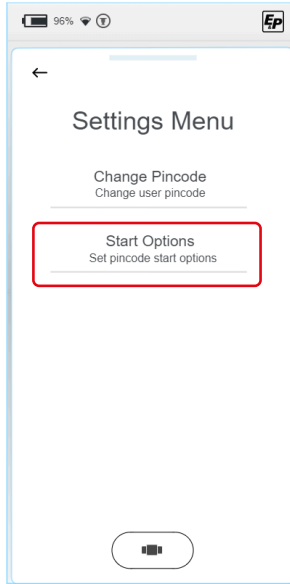 96%
EP
Settings Menu
Change Pincode
Change user pincode
Start Options
Set pincode start options